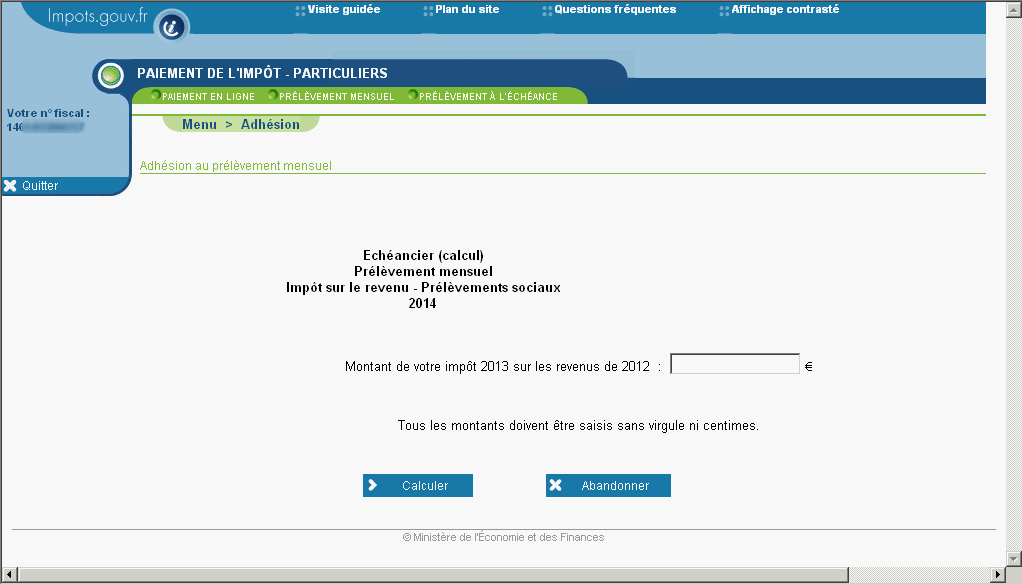 Impots.gouv.fr
Visite guidée
Plan du site
Questions fréquentes
Affichage contrasté
PAIEMENT DE L'IMPÔT - PARTICULIERS
PAIEMENT EN LIGNE
PRÉLÈVEMENT MENSUEL
PRÉLÈVEMENT À L'ÉCHÉANCE
Votre n° fiscal :
Menu > Adhésion
Adhésion au prélèvement mensuel
Quitter
Echéancier (calcul)
Prélèvement mensuel
Impôt sur le revenu - Prélèvements sociaux
2014
Montant de votre impôt 2013 sur les revenus de 2012 : €
Tous les montants doivent être saisis sans virgule ni centimes.
Calculer
Abandonner
© Ministère de l'Économie et des Finances